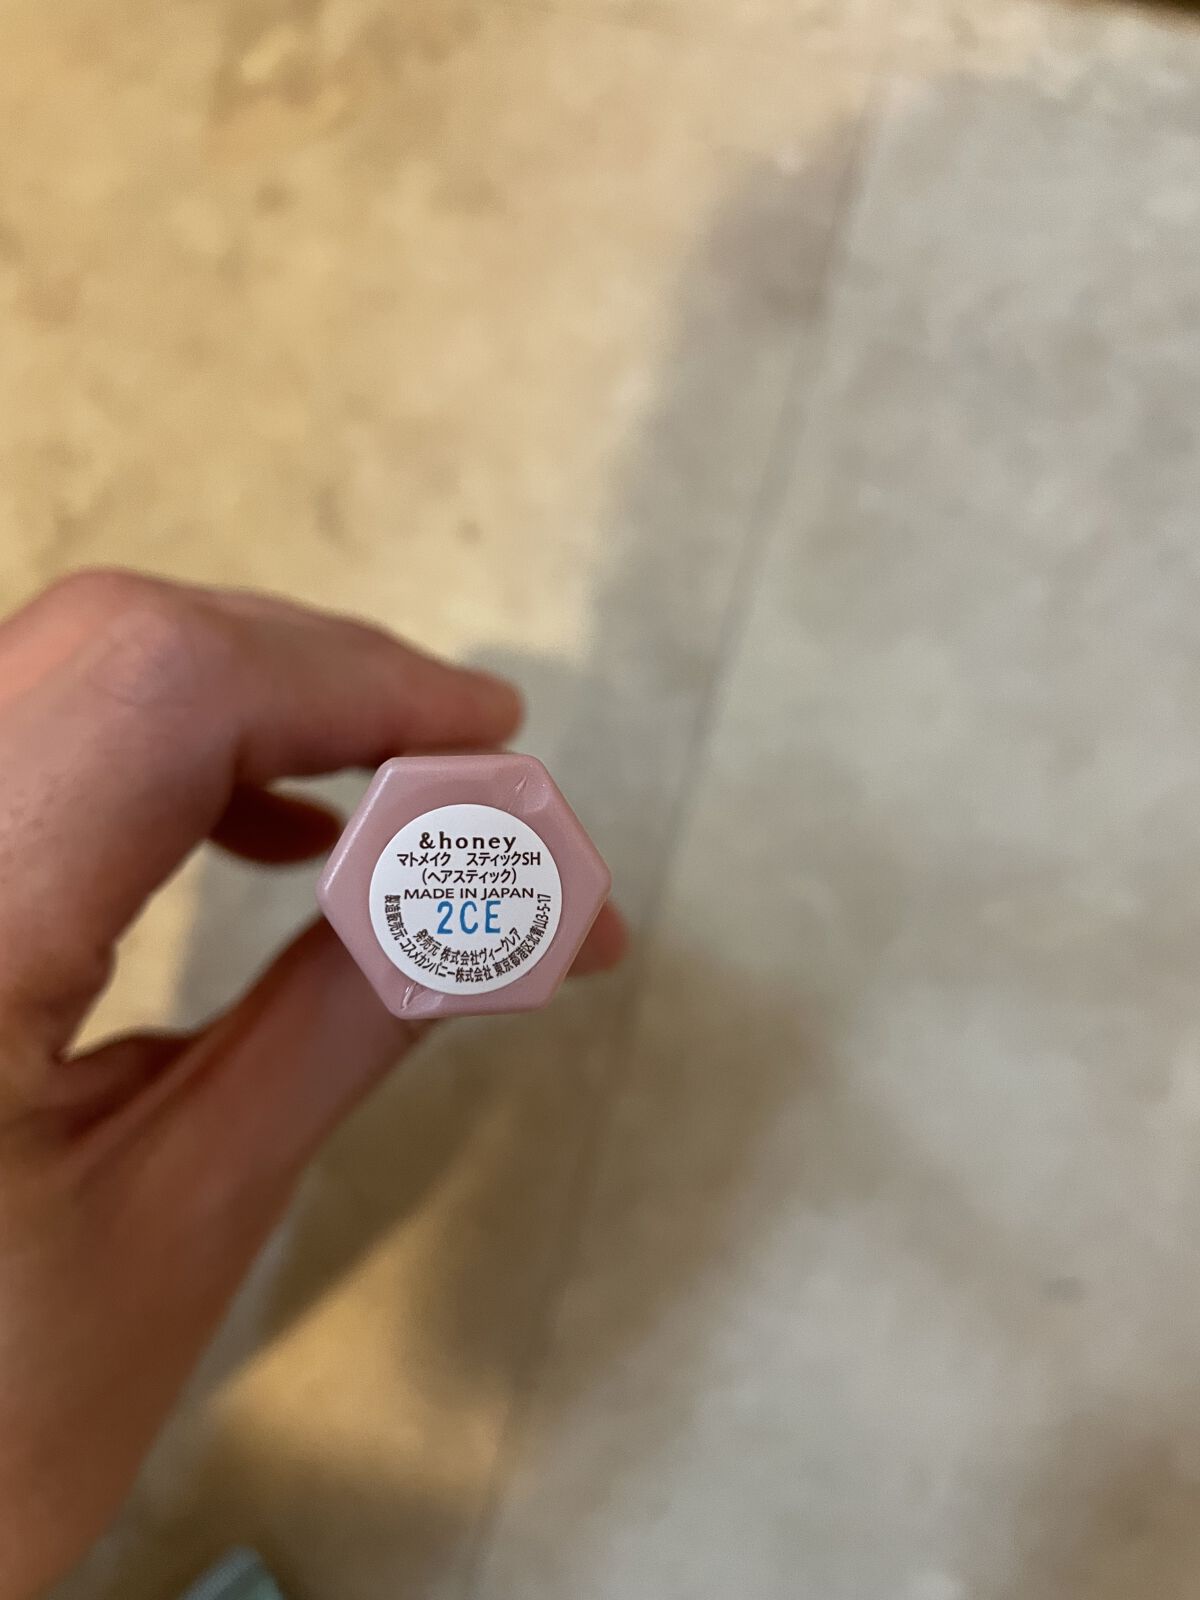 &honey
マトメイク スティックSH
(ヘアスティック)
MADE IN JAPAN
2CE
発売元 株式会社ヴィークレア
製造販売元 コスメカンパニー株式会社 東京都港区北青山3-5-17